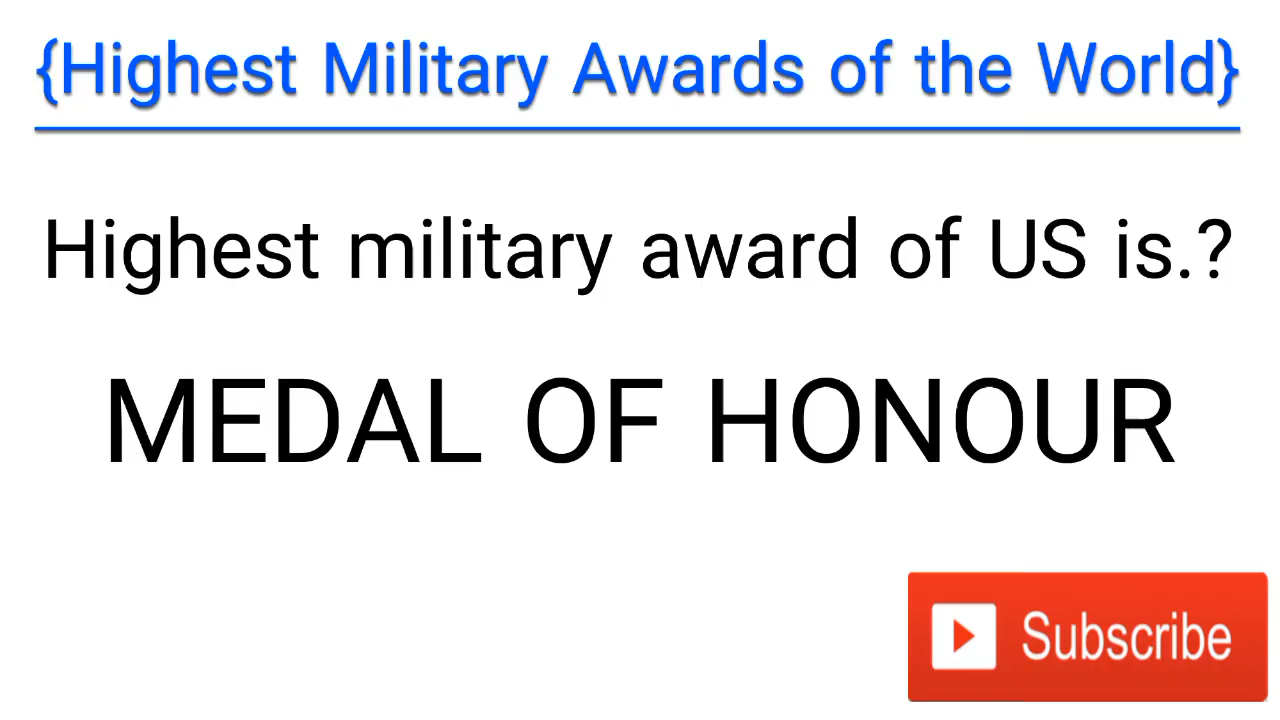 {Highest Military Awards of the World}
Highest military award of US is.?
MEDAL OF HONOUR
Subscribe